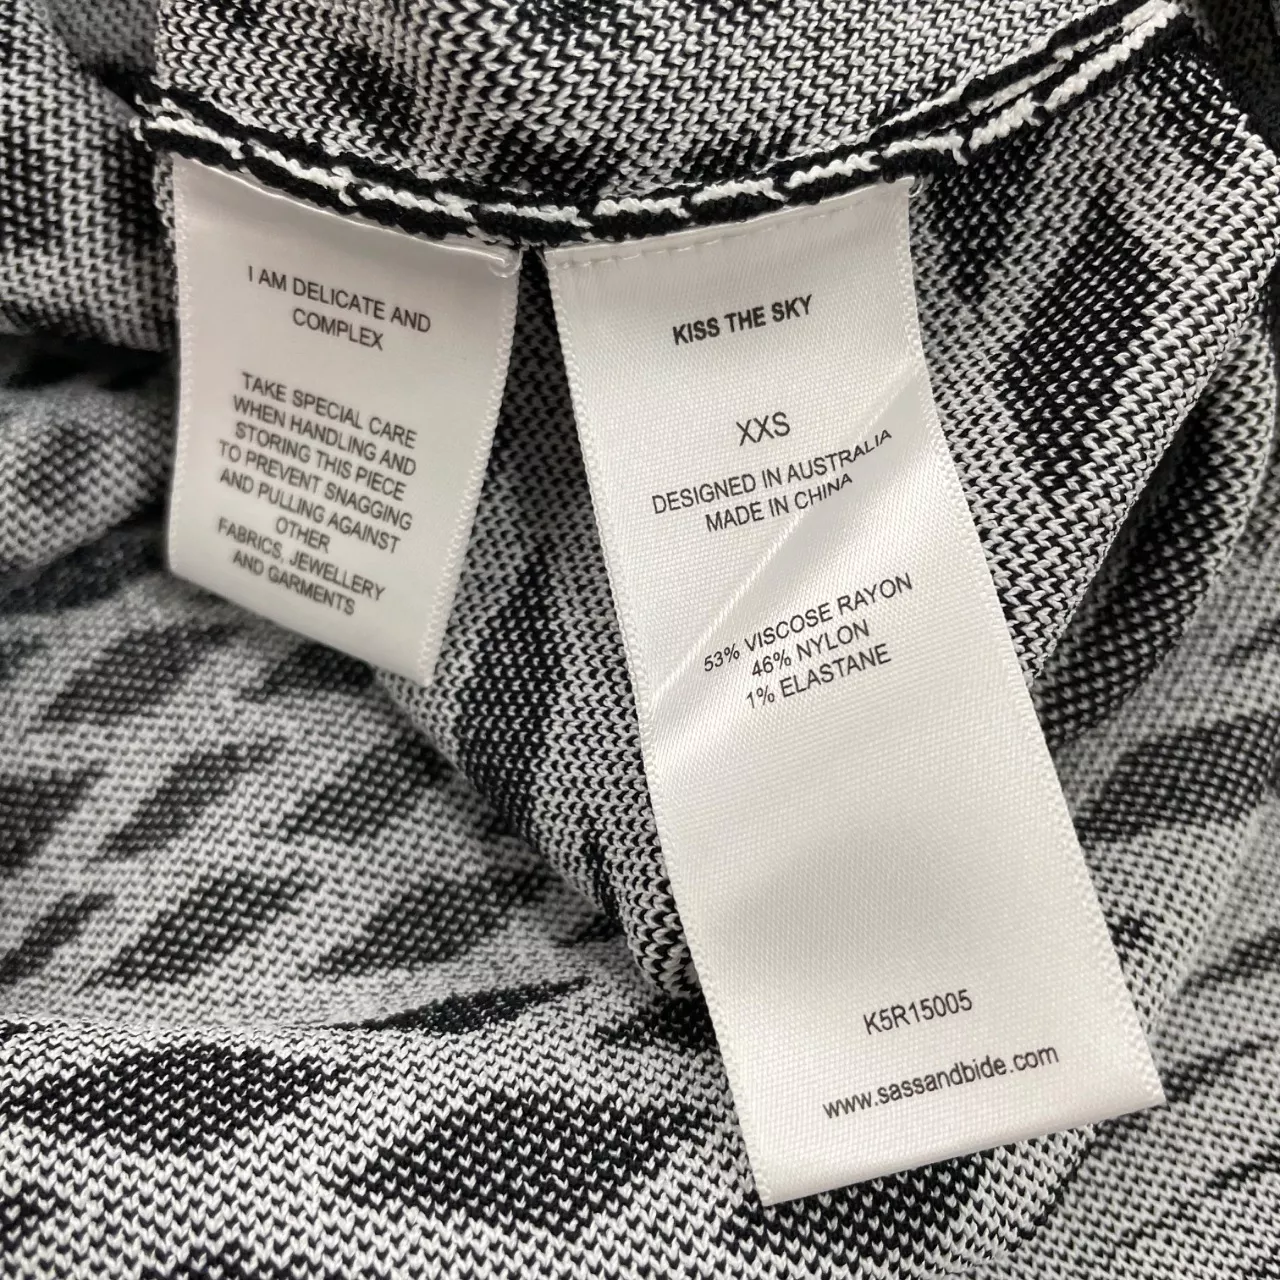 I AM DELICATE AND
COMPLEX
TAKE SPECIAL CARE
WHEN HANDLING AND
STORING THIS PIECE
TO PREVENT SNAGGING
AND PULLING AGAINST
OTHER
FABRICS, JEWELLERY
AND GARMENTS
KISS THE SKY
XXS
DESIGNED IN AUSTRALIA
MADE IN CHINA
53% VISCOSE RAYON
46% NYLON
1% ELASTANE
K5R15005
www.sassandbide.com